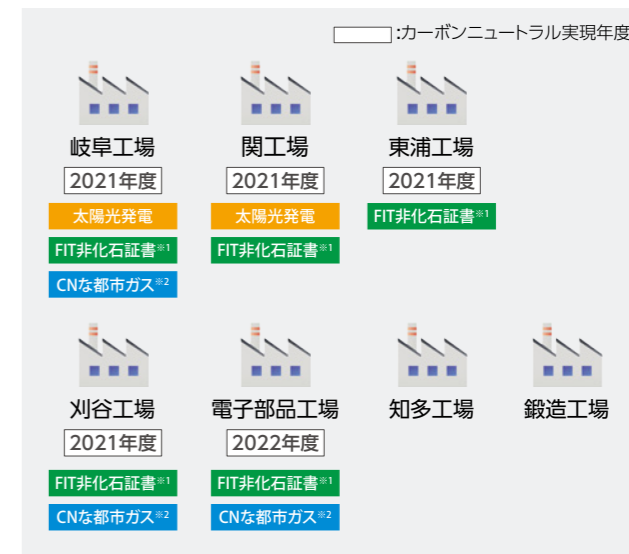 :カーボンニュートラル実現年度
岐阜工場 関工場 東浦工場
2021年度 2021年度 2021年度
太陽光発電 太陽光発電 FIT非化石証書※1
FIT非化石証書※1 FIT非化石証書※1
CNな都市ガス※2
刈谷工場 電子部品工場 知多工場 鍛造工場
2021年度 2022年度
FIT非化石証書※1 FIT非化石証書※1
CNな都市ガス※2 CNな都市ガス※2